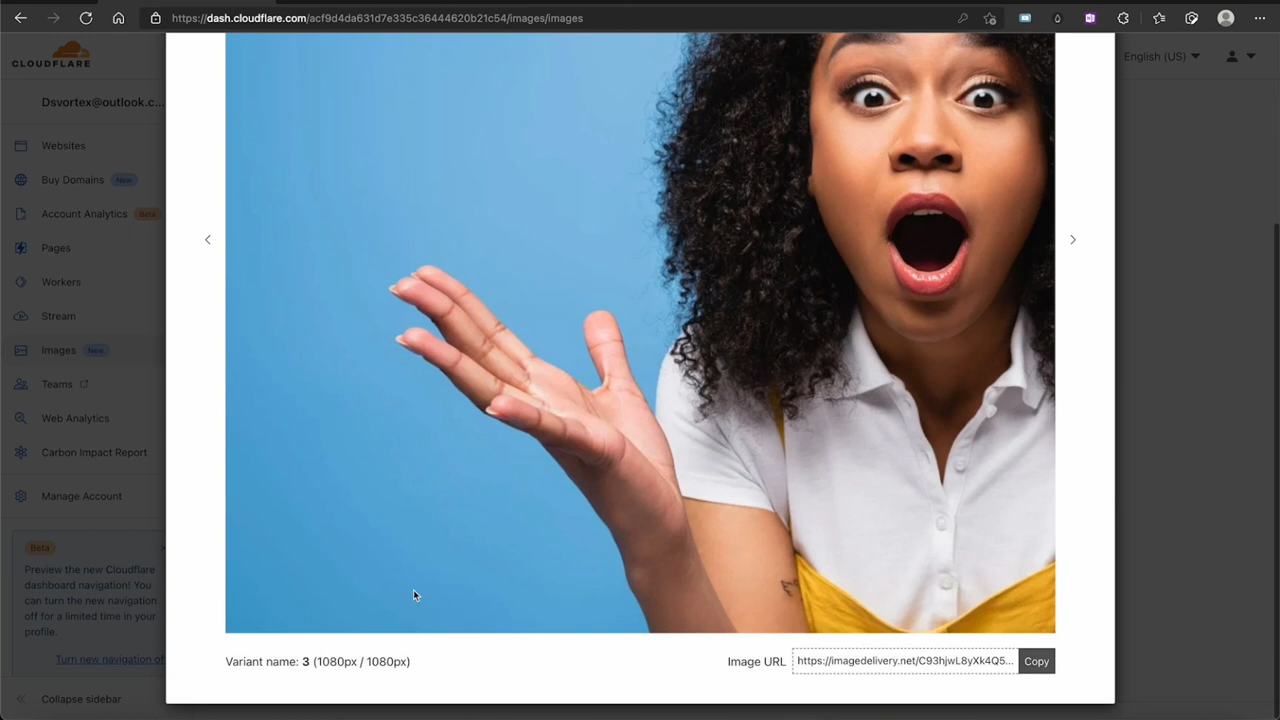 https://dash.cloudflare.com/acf9d4da631d7e335c36444620b21c54/images/images
CLOUDFLARE
English (US)
Dsvortex@outlook.c...
Websites
Buy Domains New
Account Analytics Beta
Pages
Workers
Stream
Images New
Teams
Web Analytics
Carbon Impact Report
Manage Account
Beta
Preview the new Cloudflare
dashboard navigation! You
can turn the new navigation
off for a limited time in your
profile.
Turn new navigation of
Collapse sidebar
Variant name: 3 (1080px / 1080px)
Image URL https://imagedelivery.net/C93hjwL8yXk4Q5... Copy